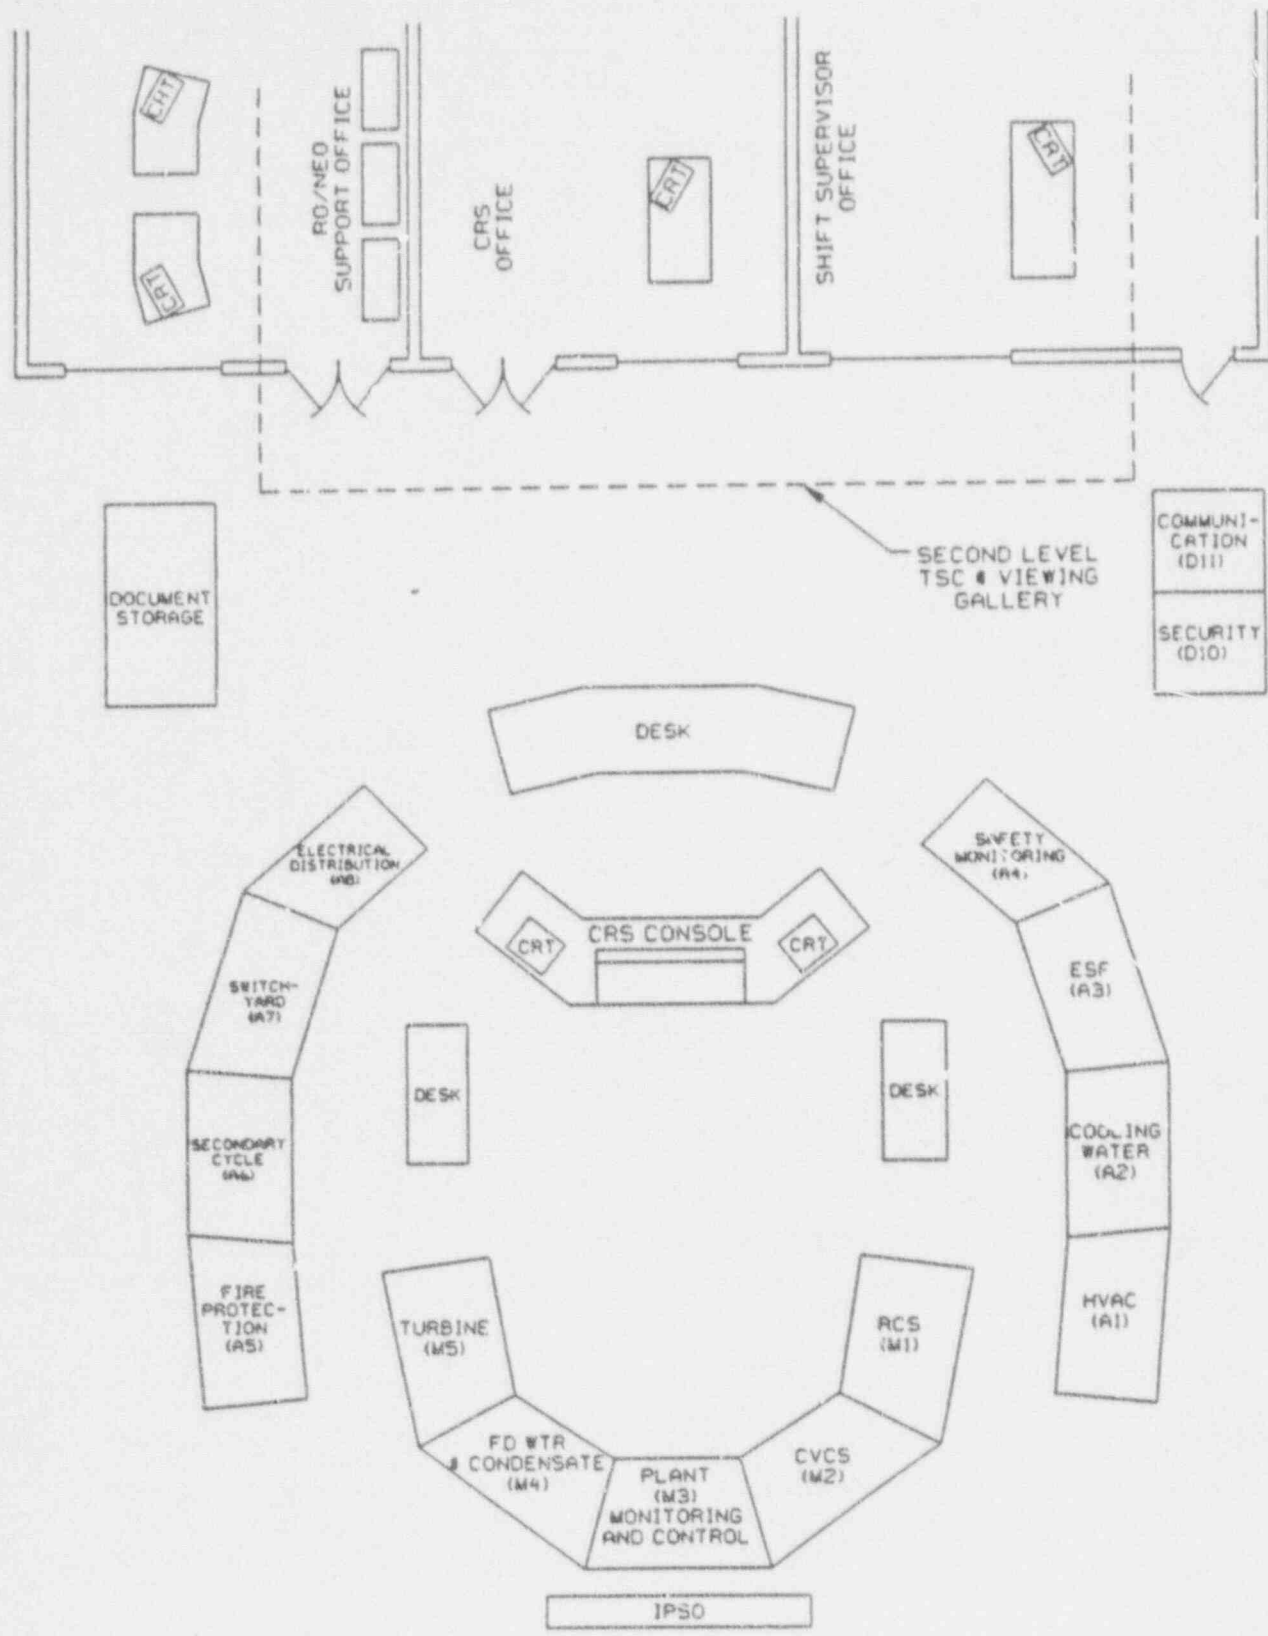 CRT
CRT
RO/NEO
SUPPORT OFFICE
CRS
OFFICE
CRT
SHIFT SUPERVISOR
OFFICE
CRT
SECOND LEVEL
TSC & VIEWING
GALLERY
COMMUNI-
CATION
(D11)
SECURITY
(D10)
DOCUMENT
STORAGE
DESK
ELECTRICAL
DISTRIBUTION
(A8)
SAFETY
MONITORING
(A4)
CRT
CRS CONSOLE
CRT
SWITCH-
YARD
(A7)
ESF
(A3)
DESK
DESK
SECONDARY
CYCLE
(A6)
COOLING
WATER
(A2)
FIRE
PROTEC-
TION
(A5)
TURBINE
(M5)
RCS
(M1)
HVAC
(A1)
FD WTR
& CONDENSATE
(M4)
PLANT
(M3)
MONITORING
AND CONTROL
CVCS
(M2)
IPSO